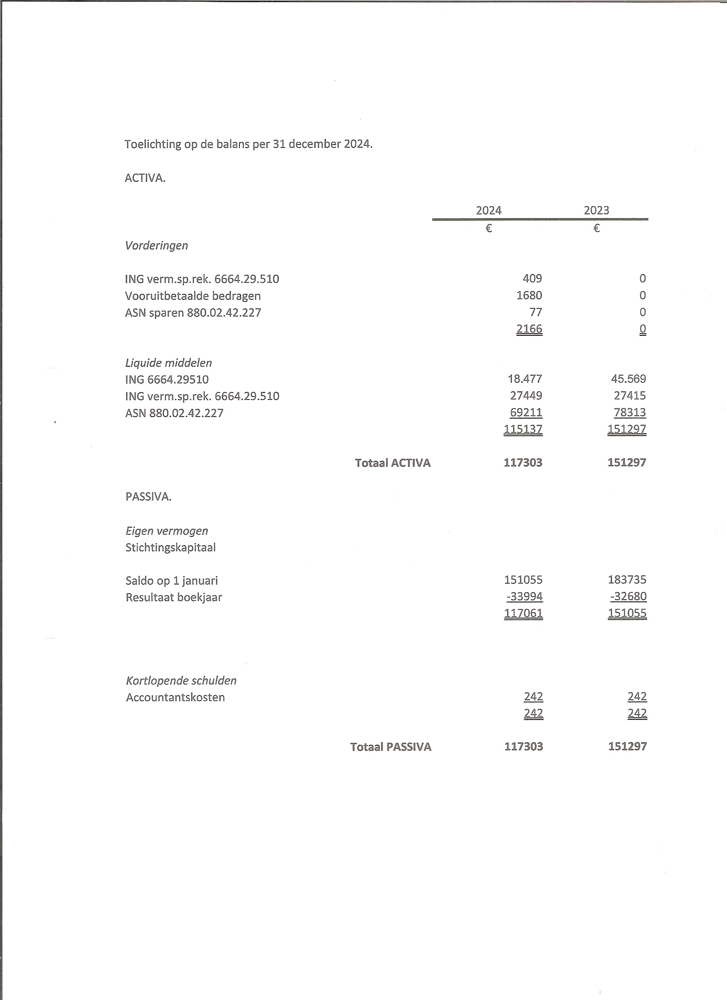 Toelichting op de balans per 31 december 2024.
ACTIVA.
2024 2023
€ €
Vorderingen
ING verm.sp.rek. 6664.29.510 409 0
Vooruitbetaalde bedragen 1680 0
ASN sparen 880.02.42.227 77 0
2166 0
Liquide middelen
ING 6664.29510 18.477 45.569
ING verm.sp.rek. 6664.29.510 27449 27415
ASN 880.02.42.227 69211 78313
115137 151297
Totaal ACTIVA 117303 151297
PASSIVA.
Eigen vermogen
Stichtingskapitaal
Saldo op 1 januari 151055 183735
Resultaat boekjaar -33994 -32680
117061 151055
Kortlopende schulden
Accountantskosten 242 242
242 242
Totaal PASSIVA 117303 151297